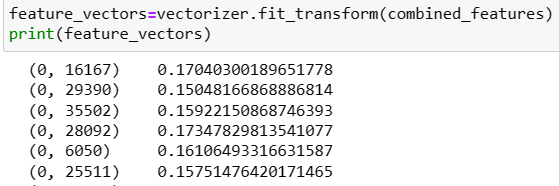 feature_vectors=vectorizer.fit_transform(combined_features)
print(feature_vectors)
(0, 16167)    0.17040300189651778
(0, 29390)    0.15048166868886814
(0, 35502)    0.15922150868746393
(0, 28092)    0.17347829813541077
(0, 6050)     0.16106493316631587
(0, 25511)    0.15751476420171465